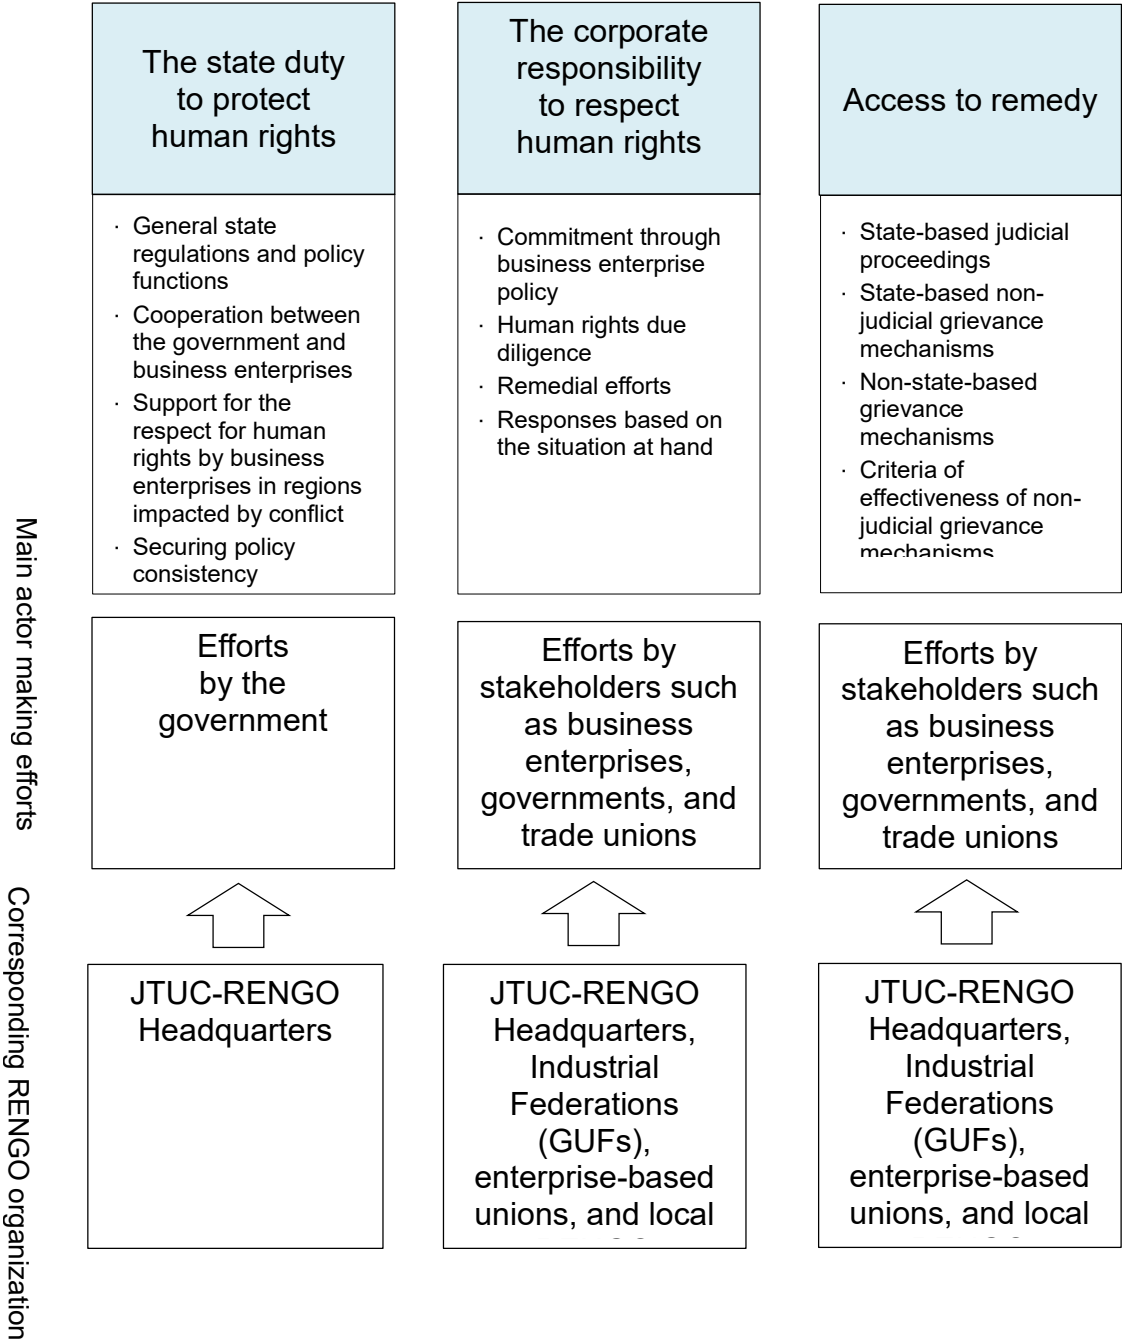 The state duty
to protect
human rights
· General state
regulations and policy
functions
· Cooperation between
the government and
business enterprises
· Support for the
respect for human
rights by business
enterprises in regions
impacted by conflict
· Securing policy
consistency
The corporate
responsibility
to respect
human rights
· Commitment through
business enterprise
policy
· Human rights due
diligence
· Remedial efforts
· Responses based on
the situation at hand
Access to remedy
· State-based judicial
proceedings
· State-based non-
judicial grievance
mechanisms
· Non-state-based
grievance
mechanisms
· Criteria of
effectiveness of non-
judicial grievance
mechanisms
Main actor making efforts
Efforts
by the
government
Efforts by
stakeholders such
as business
enterprises,
governments, and
trade unions
Efforts by
stakeholders such
as business
enterprises,
governments, and
trade unions
Corresponding RENGO organization
JTUC-RENGO
Headquarters
JTUC-RENGO
Headquarters,
Industrial
Federations
(GUFs),
enterprise-based
unions, and local
JTUC-RENGO
Headquarters,
Industrial
Federations
(GUFs),
enterprise-based
unions, and local